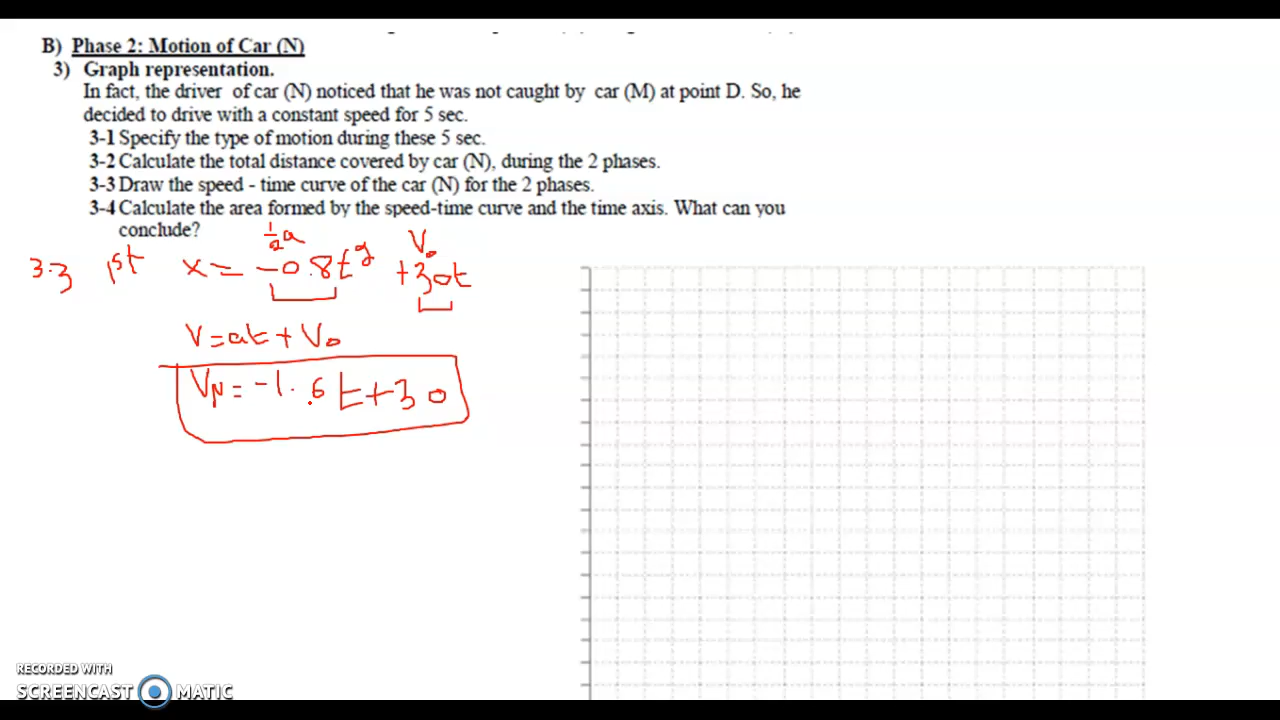 B) Phase 2: Motion of Car (N)
3) Graph representation.
In fact, the driver of car (N) noticed that he was not caught by car (M) at point D. So, he
decided to drive with a constant speed for 5 sec.
3-1 Specify the type of motion during these 5 sec.
3-2 Calculate the total distance covered by car (N), during the 2 phases.
3-3 Draw the speed - time curve of the car (N) for the 2 phases.
3-4 Calculate the area formed by the speed-time curve and the time axis. What can you
conclude?
½a V₀
3.3 1st x = -0.8t² +30t
V = at + V₀
V_N = -1.6t + 30
RECORDED WITH
SCREENCAST MATIC